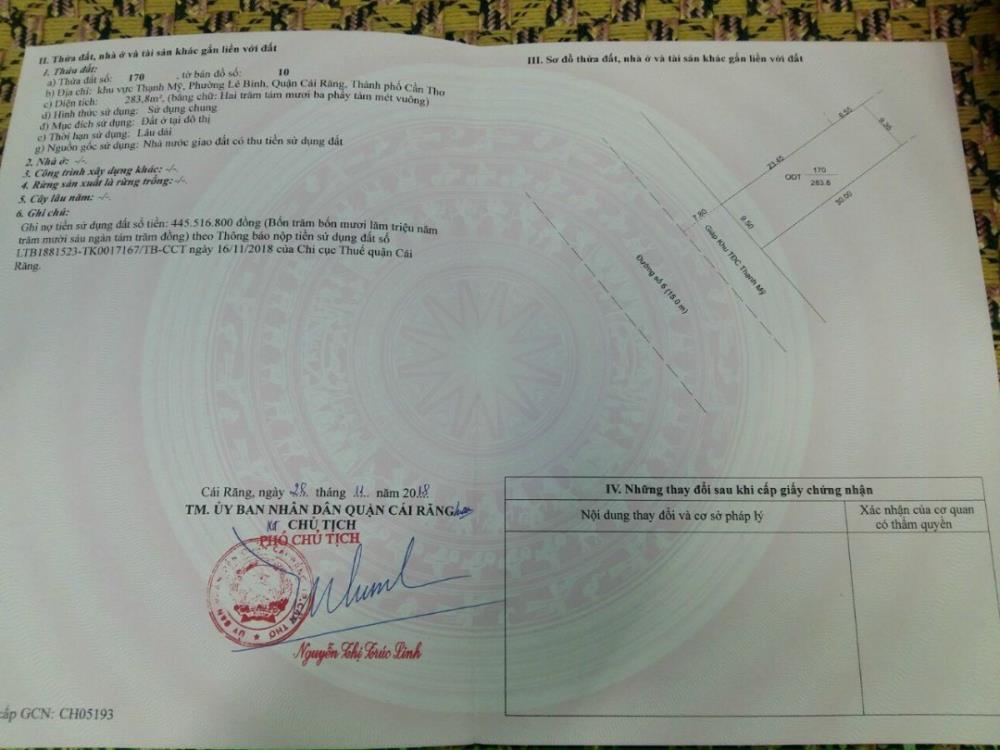 II. Thửa đất, nhà ở và tài sản khác gắn liền với đất
1. Thửa đất:
a) Thửa đất số: 170 , tờ bản đồ số: 10
b) Địa chỉ: khu vực Thạnh Mỹ, Phường Lê Bình, Quận Cái Răng, Thành phố Cần Thơ
c) Diện tích: 283,8m², (bằng chữ: Hai trăm tám mươi ba phẩy tám mét vuông)
d) Hình thức sử dụng: Sử dụng chung
đ) Mục đích sử dụng: Đất ở tại đô thị
e) Thời hạn sử dụng: Lâu dài
g) Nguồn gốc sử dụng: Nhà nước giao đất có thu tiền sử dụng đất
2. Nhà ở: -/-.
3. Công trình xây dựng khác: -/-.
4. Rừng sản xuất là rừng trồng: -/-.
5. Cây lâu năm: -/-.
6. Ghi chú:
Ghi nợ tiền sử dụng đất số tiền: 445.516.800 đồng (Bốn trăm bốn mươi lăm triệu năm
trăm mười sáu ngàn tám trăm đồng) theo Thông báo nộp tiền sử dụng đất số
LTB1881523-TK0017167/TB-CCT ngày 16/11/2018 của Chi cục Thuế quận Cái
Răng.
Cái Răng, ngày 28 tháng 11 năm 2018
TM. ỦY BAN NHÂN DÂN QUẬN CÁI RĂNG
KT CHỦ TỊCH
PHÓ CHỦ TỊCH
Nguyễn Thị Trúc Linh
cấp GCN: CH05193
III. Sơ đồ thửa đất, nhà ở và tài sản khác gắn liền với đất
8.55
9.35
23.45
ODT 170
283.8
30.00
7.90
9.50
Giáp Khu TĐC Thạnh Mỹ
Đường số 6 (15.0 m)
IV. Những thay đổi sau khi cấp giấy chứng nhận
Nội dung thay đổi và cơ sở pháp lý
Xác nhận của cơ quan
có thẩm quyền